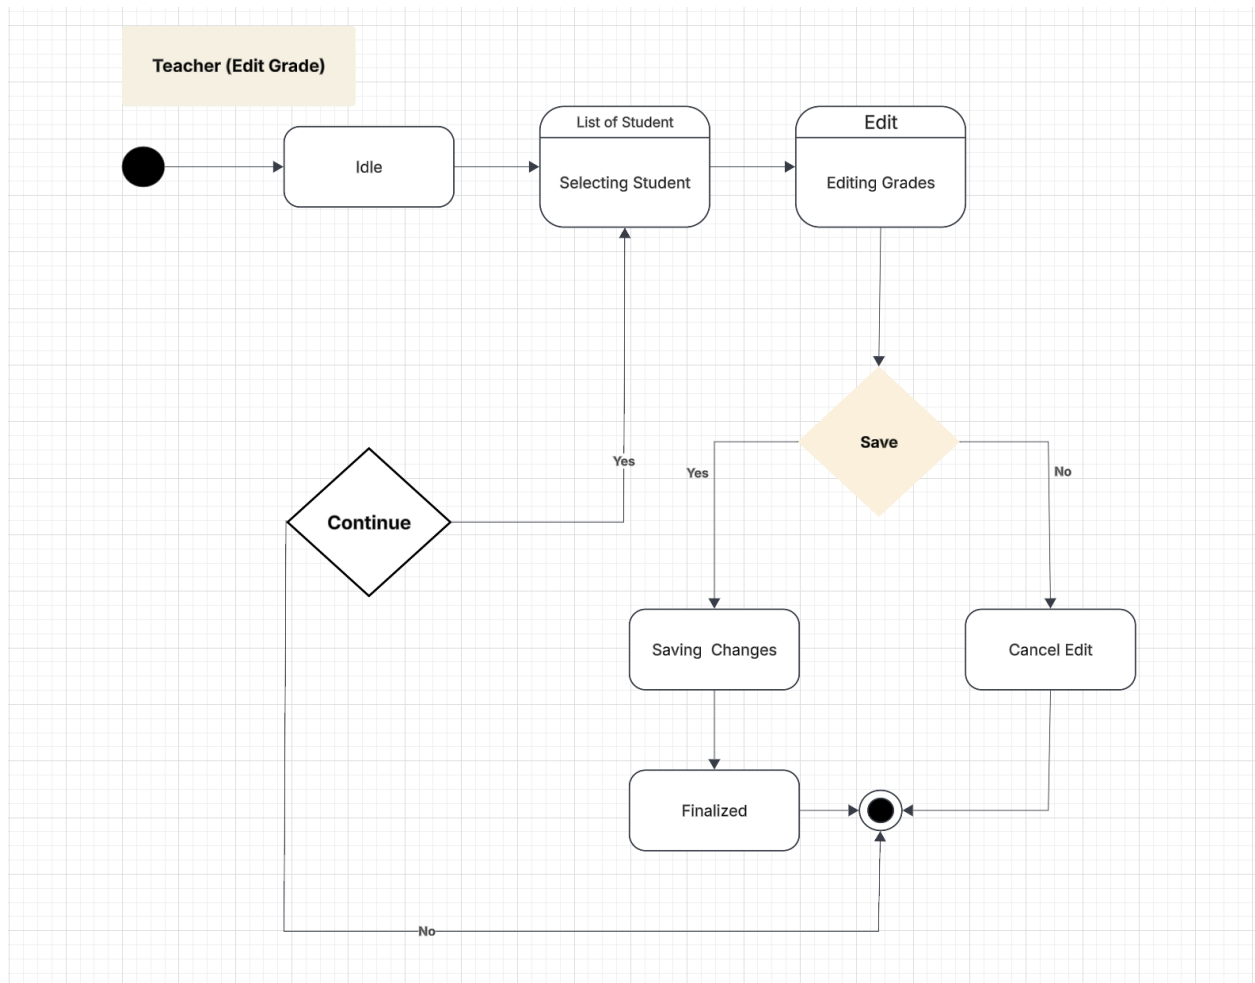 Teacher (Edit Grade)
Idle
List of Student
Selecting Student
Edit
Editing Grades
Save
Yes
No
Yes
Continue
Saving  Changes
Cancel Edit
Finalized
No